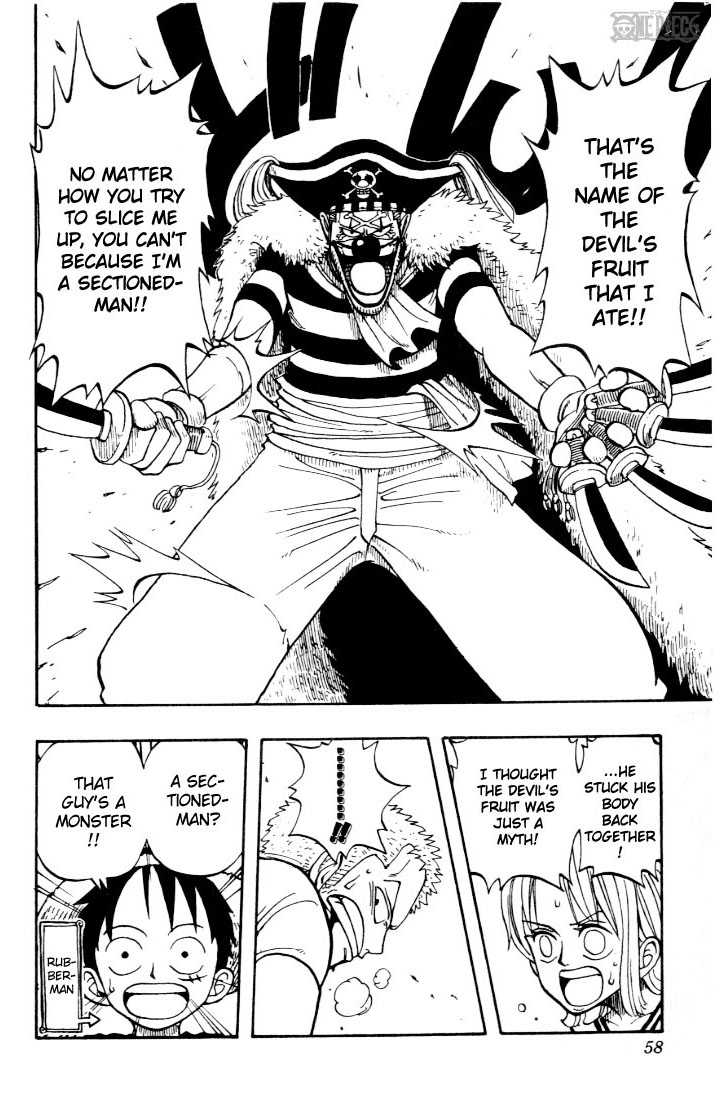 ONE PIECE
THAT'S
THE
NAME OF
THE
DEVIL'S
FRUIT
THAT I
ATE!!
NO MATTER
HOW YOU TRY
TO SLICE ME
UP, YOU CAN'T
BECAUSE I'M
A SECTIONED-
MAN!!
...HE
STUCK HIS
BODY
BACK
TOGETHER
!
I THOUGHT
THE DEVIL'S
FRUIT WAS
JUST A
MYTH!
.........!!
A SEC-
TIONED-
MAN?
THAT
GUY'S A
MONSTER
!!
RUB-
BER-
MAN
58